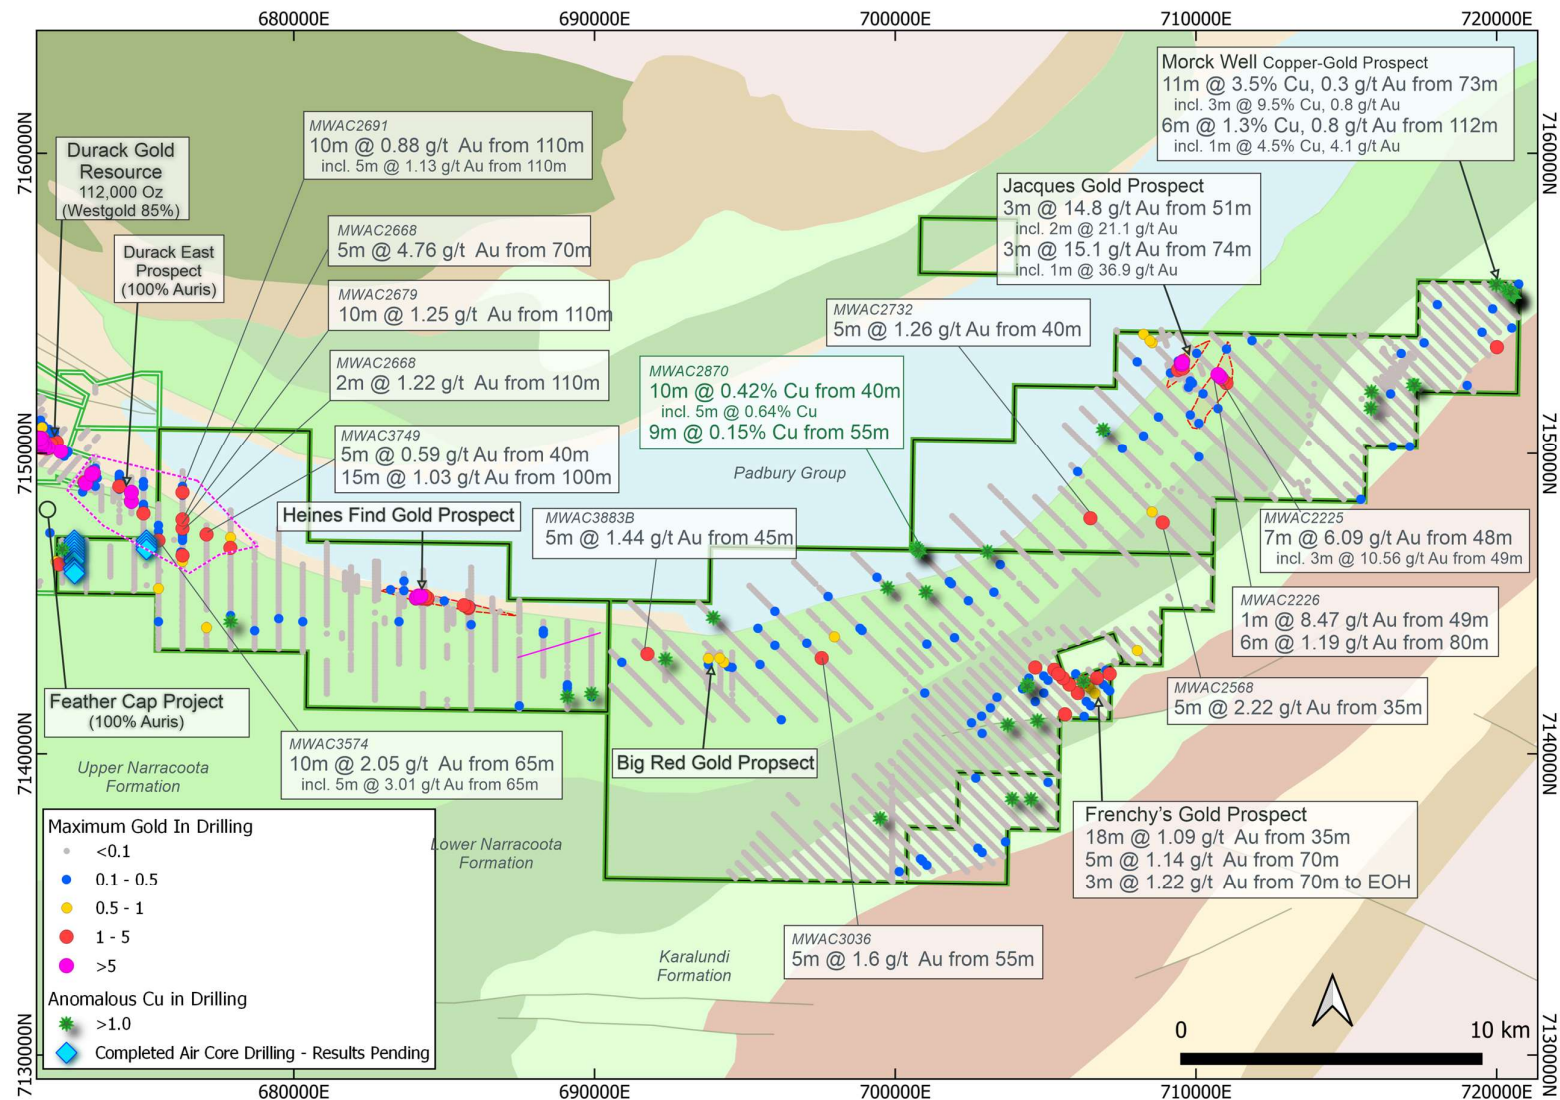 680000E
690000E
700000E
710000E
720000E
7160000N
7150000N
7140000N
7130000N
7160000N
7150000N
7140000N
7130000N
Morck Well Copper-Gold Prospect
11m @ 3.5% Cu, 0.3 g/t Au from 73m
incl. 3m @ 9.5% Cu, 0.8 g/t Au
6m @ 1.3% Cu, 0.8 g/t Au from 112m
incl. 1m @ 4.5% Cu, 4.1 g/t Au
MWAC2691
10m @ 0.88 g/t Au from 110m
incl. 5m @ 1.13 g/t Au from 110m
Durack Gold
Resource
112,000 Oz
(Westgold 85%)
Jacques Gold Prospect
3m @ 14.8 g/t Au from 51m
incl. 2m @ 21.1 g/t Au
3m @ 15.1 g/t Au from 74m
incl. 1m @ 36.9 g/t Au
MWAC2668
5m @ 4.76 g/t Au from 70m
Durack East
Prospect
(100% Auris)
MWAC2679
10m @ 1.25 g/t Au from 110m
MWAC2732
5m @ 1.26 g/t Au from 40m
MWAC2668
2m @ 1.22 g/t Au from 110m
MWAC2870
10m @ 0.42% Cu from 40m
incl. 5m @ 0.64% Cu
9m @ 0.15% Cu from 55m
MWAC3749
5m @ 0.59 g/t Au from 40m
15m @ 1.03 g/t Au from 100m
Padbury Group
Heines Find Gold Prospect
MWAC3883B
5m @ 1.44 g/t Au from 45m
MWAC2225
7m @ 6.09 g/t Au from 48m
incl. 3m @ 10.56 g/t Au from 49m
MWAC2226
1m @ 8.47 g/t Au from 49m
6m @ 1.19 g/t Au from 80m
MWAC2568
5m @ 2.22 g/t Au from 35m
Feather Cap Project
(100% Auris)
MWAC3574
10m @ 2.05 g/t Au from 65m
incl. 5m @ 3.01 g/t Au from 65m
Big Red Gold Propsect
Upper Narracoota
Formation
Lower Narracoota
Formation
Frenchy's Gold Prospect
18m @ 1.09 g/t Au from 35m
5m @ 1.14 g/t Au from 70m
3m @ 1.22 g/t Au from 70m to EOH
MWAC3036
5m @ 1.6 g/t Au from 55m
Karalundi
Formation
Maximum Gold In Drilling
<0.1
0.1 - 0.5
0.5 - 1
1 - 5
>5
Anomalous Cu in Drilling
>1.0
Completed Air Core Drilling - Results Pending
0
10 km
680000E
690000E
700000E
710000E
720000E